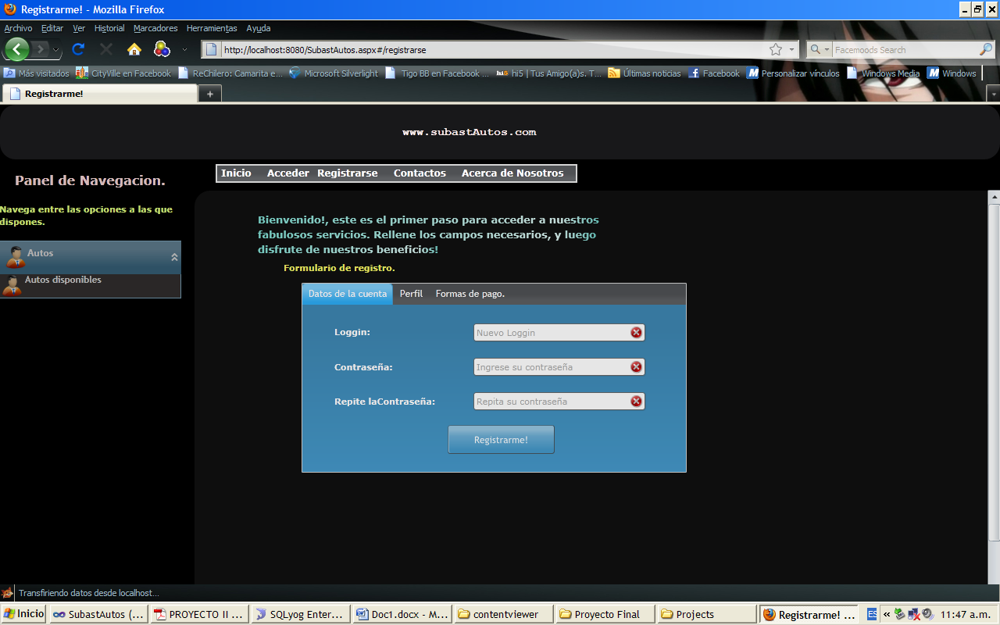 Registrarme! - Mozilla Firefox
Archivo Editar Ver Historial Marcadores Herramientas Ayuda
http://localhost:8080/SubastAutos.aspx#/registrarse
Facemoods Search
Más visitados CityVille en Facebook ReChilero: Camarita e... Microsoft Silverlight Tigo BB en Facebook ... hi5 hi5 | Tus Amigo(a)s. T... Últimas noticias Facebook Personalizar vínculos Windows Media Windows
Registrarme!
www.subastAutos.com
Inicio Acceder Registrarse Contactos Acerca de Nosotros
Panel de Navegacion.
Navega entre las opciones a las que
dispones.
Autos
Autos disponibles
Bienvenido!, este es el primer paso para acceder a nuestros
fabulosos servicios. Rellene los campos necesarios, y luego
disfrute de nuestros beneficios!
Formulario de registro.
Datos de la cuenta Perfil Formas de pago.
Loggin: Nuevo Loggin
Contraseña: Ingrese su contraseña
Repite laContraseña: Repita su contraseña
Registrarme!
Transfiriendo datos desde localhost...
Inicio SubastAutos (... PROYECTO II ... SQLyog Enter... Doc1.docx - M... contentviewer Proyecto Final Projects Registrarme! ... ES « 11:47 a.m.